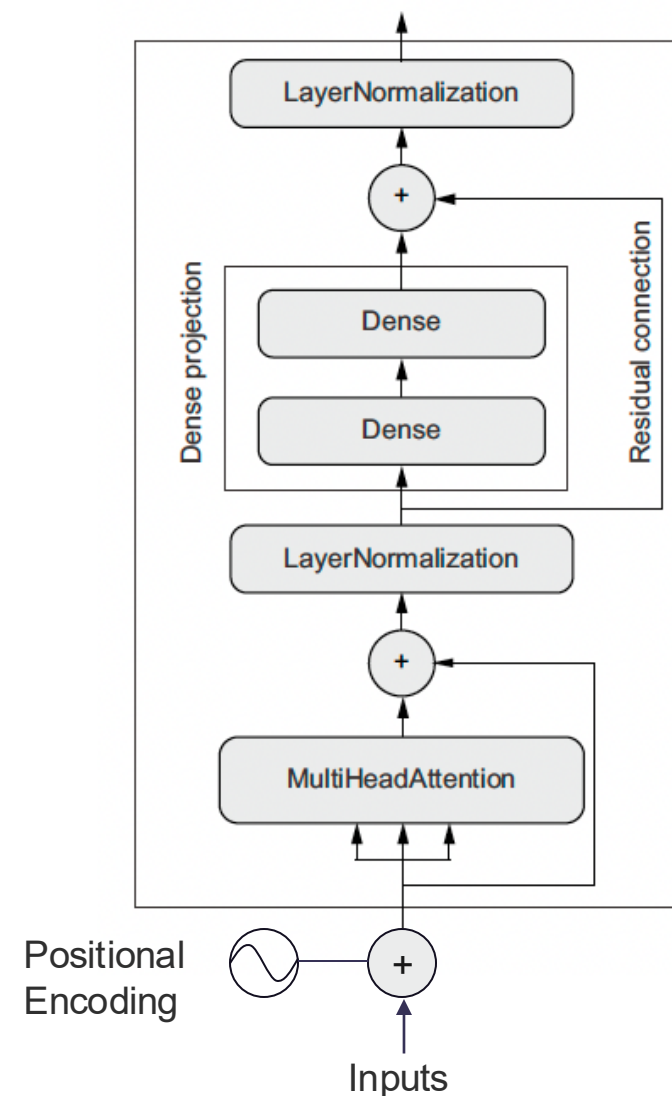 LayerNormalization
+
Dense projection
Dense
Dense
Residual connection
LayerNormalization
+
MultiHeadAttention
Positional
Encoding
+
Inputs